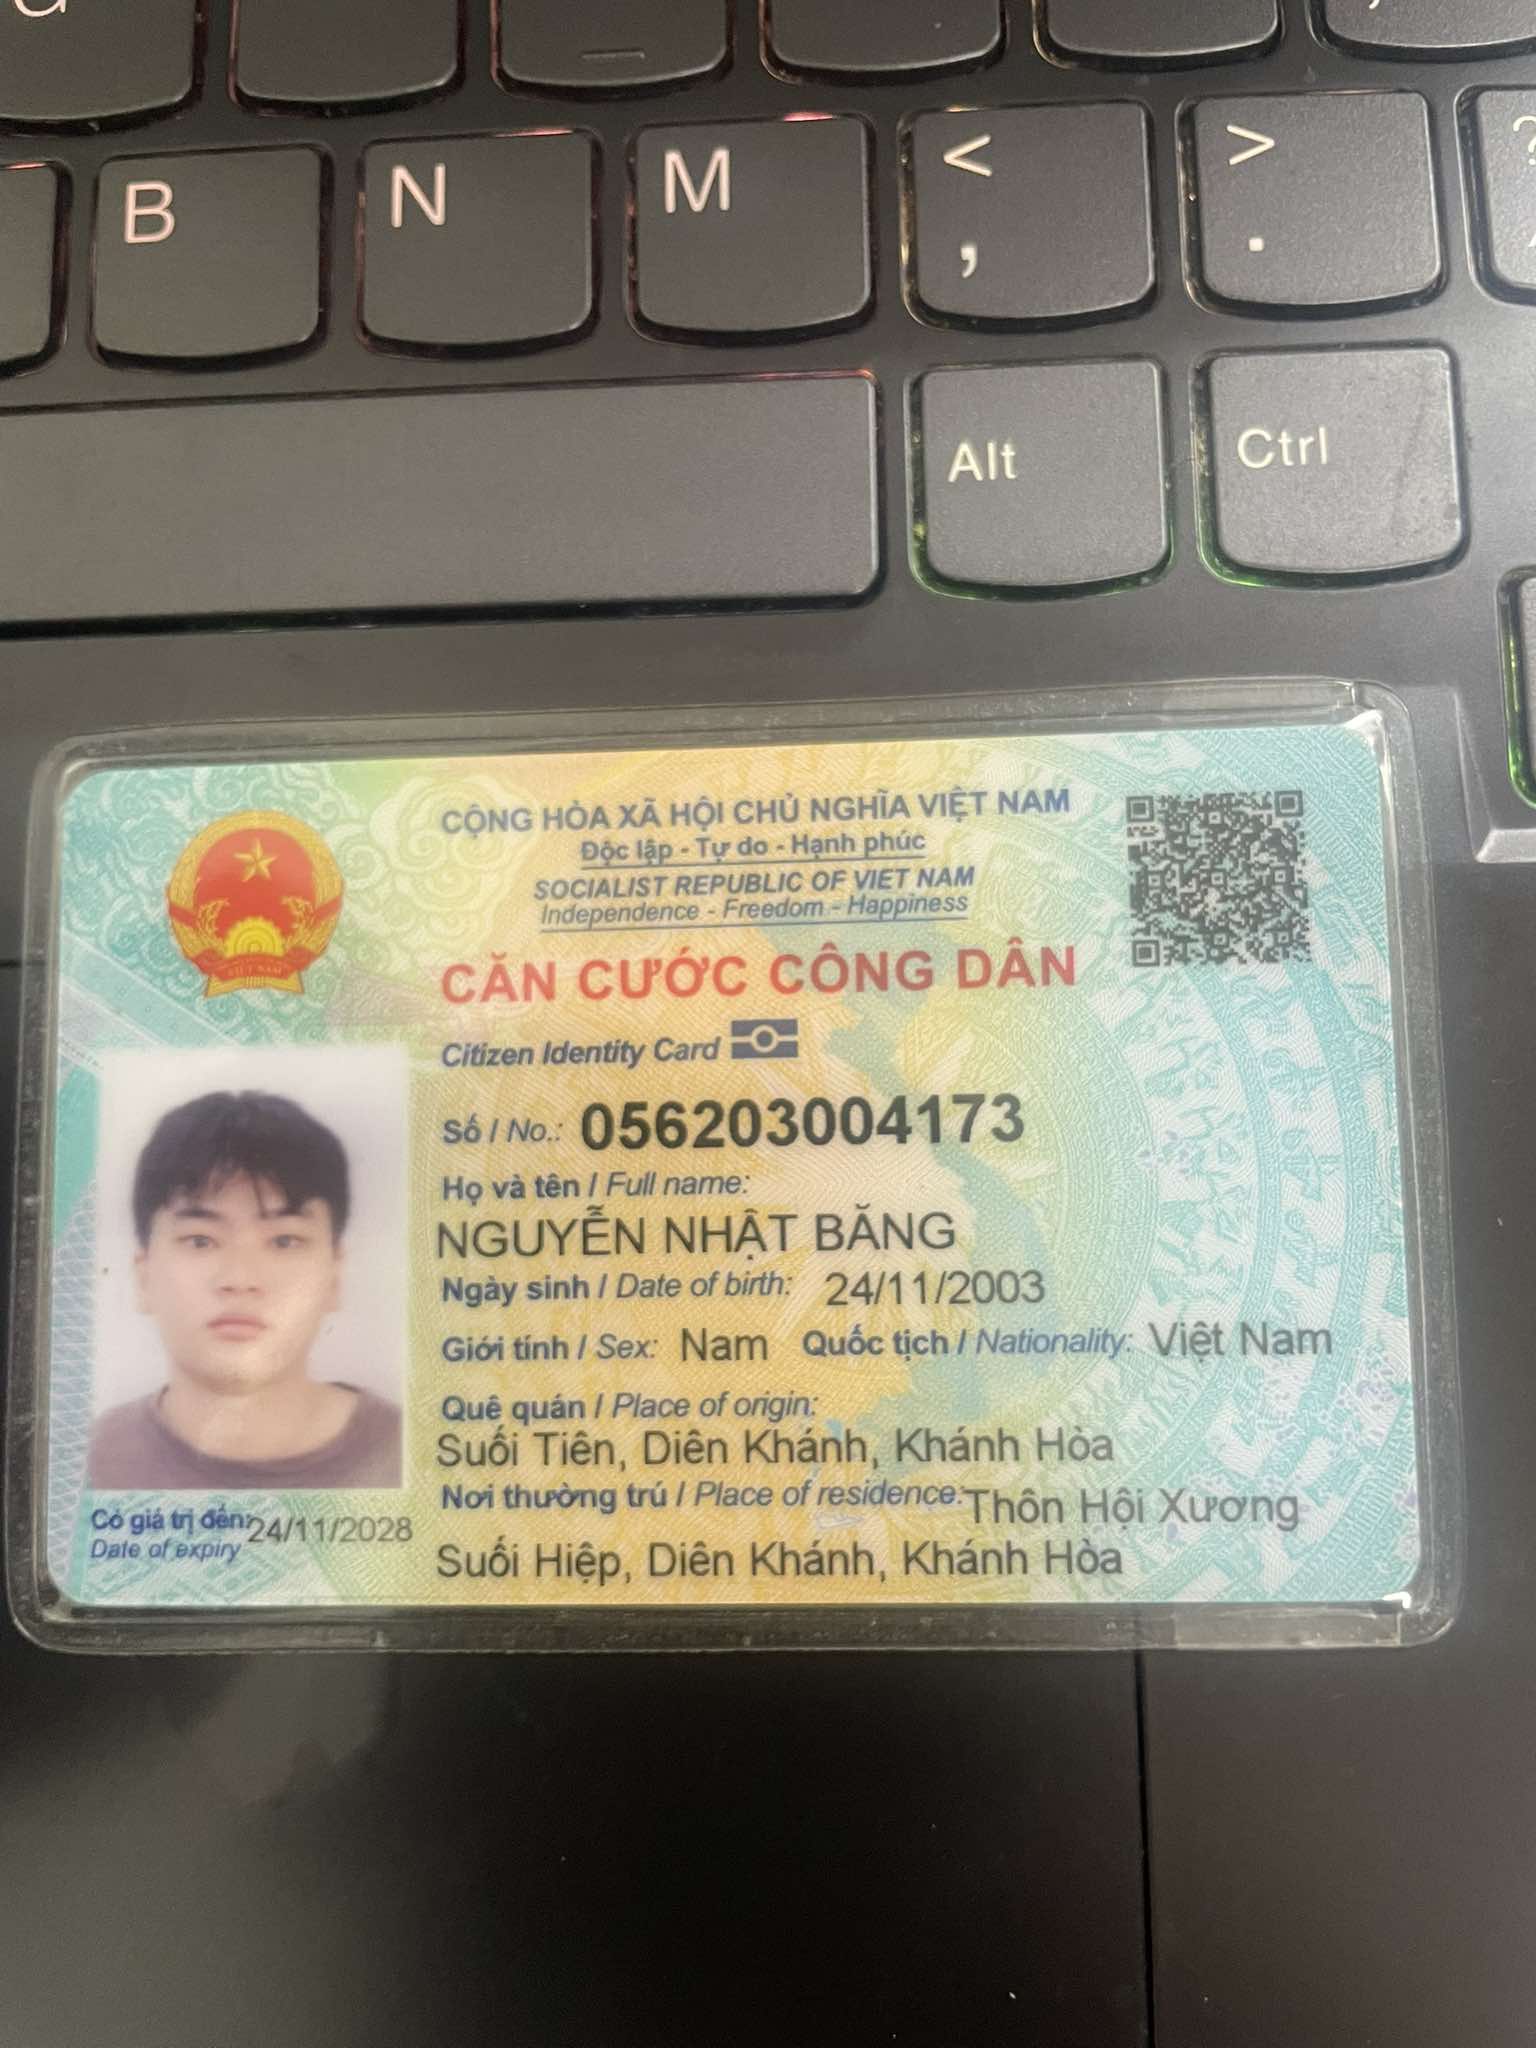 B N M < , > .
Alt Ctrl
CỘNG HÒA XÃ HỘI CHỦ NGHĨA VIỆT NAM
Độc lập - Tự do - Hạnh phúc
SOCIALIST REPUBLIC OF VIET NAM
Independence - Freedom - Happiness
CĂN CƯỚC CÔNG DÂN
Citizen Identity Card
VIỆT NAM
Số / No.: 056203004173
Họ và tên / Full name:
NGUYỄN NHẬT BĂNG
Ngày sinh / Date of birth: 24/11/2003
Giới tính / Sex: Nam Quốc tịch / Nationality: Việt Nam
Quê quán / Place of origin:
Suối Tiên, Diên Khánh, Khánh Hòa
Nơi thường trú / Place of residence: Thôn Hội Xương
Suối Hiệp, Diên Khánh, Khánh Hòa
Có giá trị đến: 24/11/2028
Date of expiry